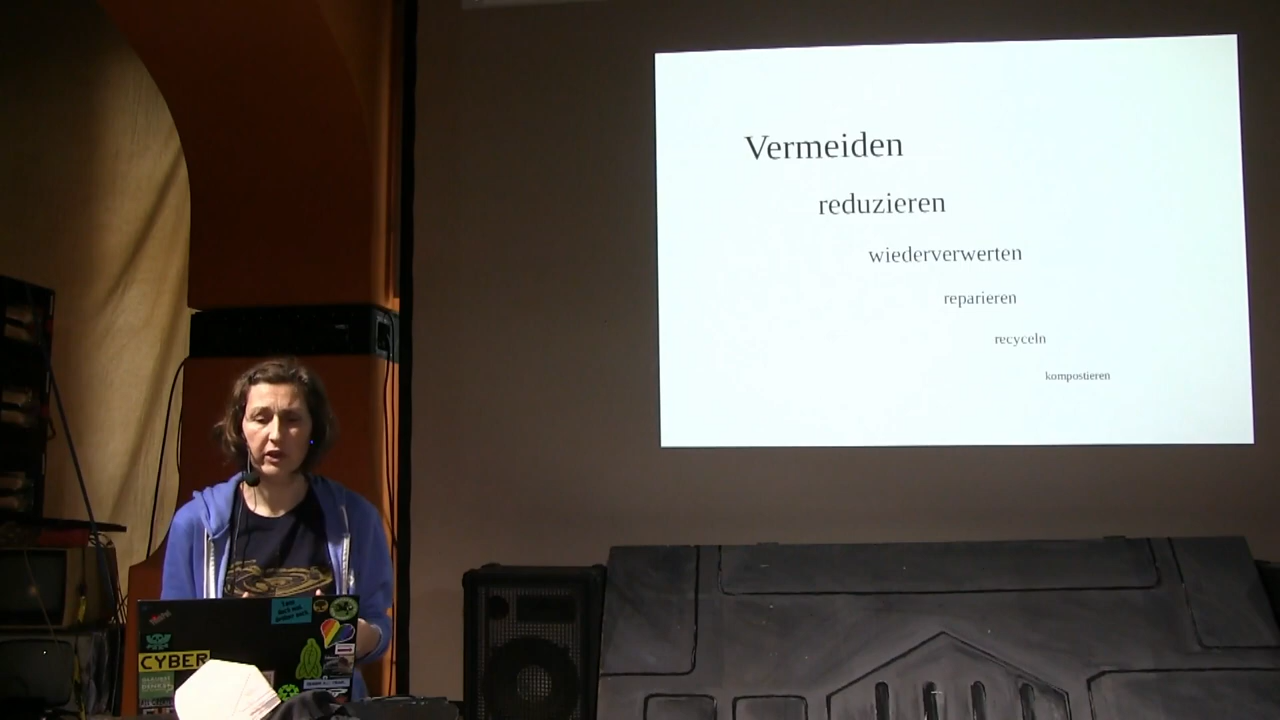 Vermeiden
reduzieren
wiederverwerten
reparieren
recyceln
kompostieren
CYBER